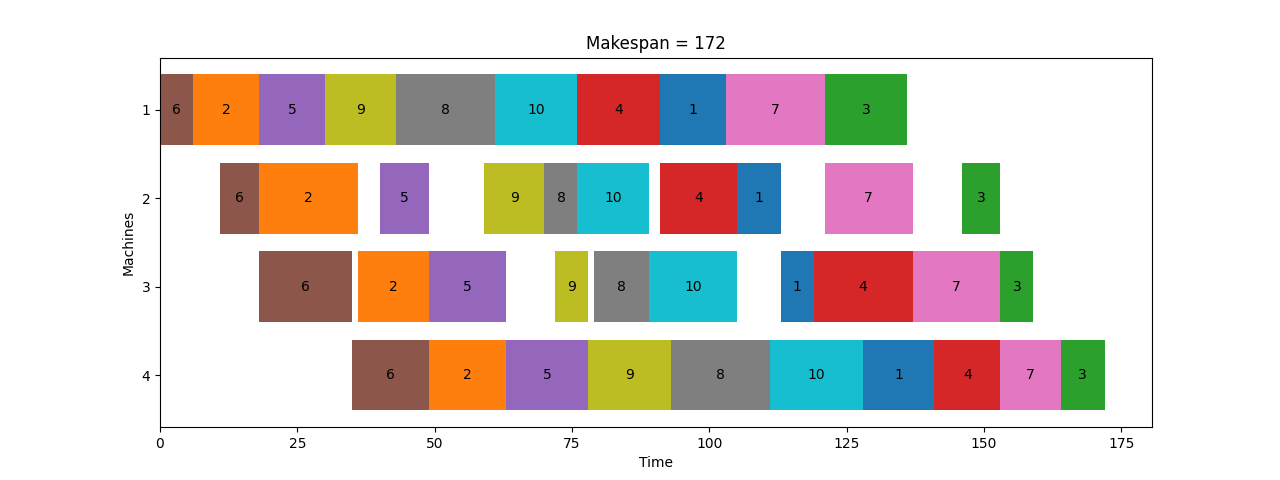 Makespan = 172
Machines
1
6 2 5 9 8 10 4 1 7 3
2
6 2 5 9 8 10 4 1 7 3
3
6 2 5 9 8 10 1 4 7 3
4
6 2 5 9 8 10 1 4 7 3
0 25 50 75 100 125 150 175
Time